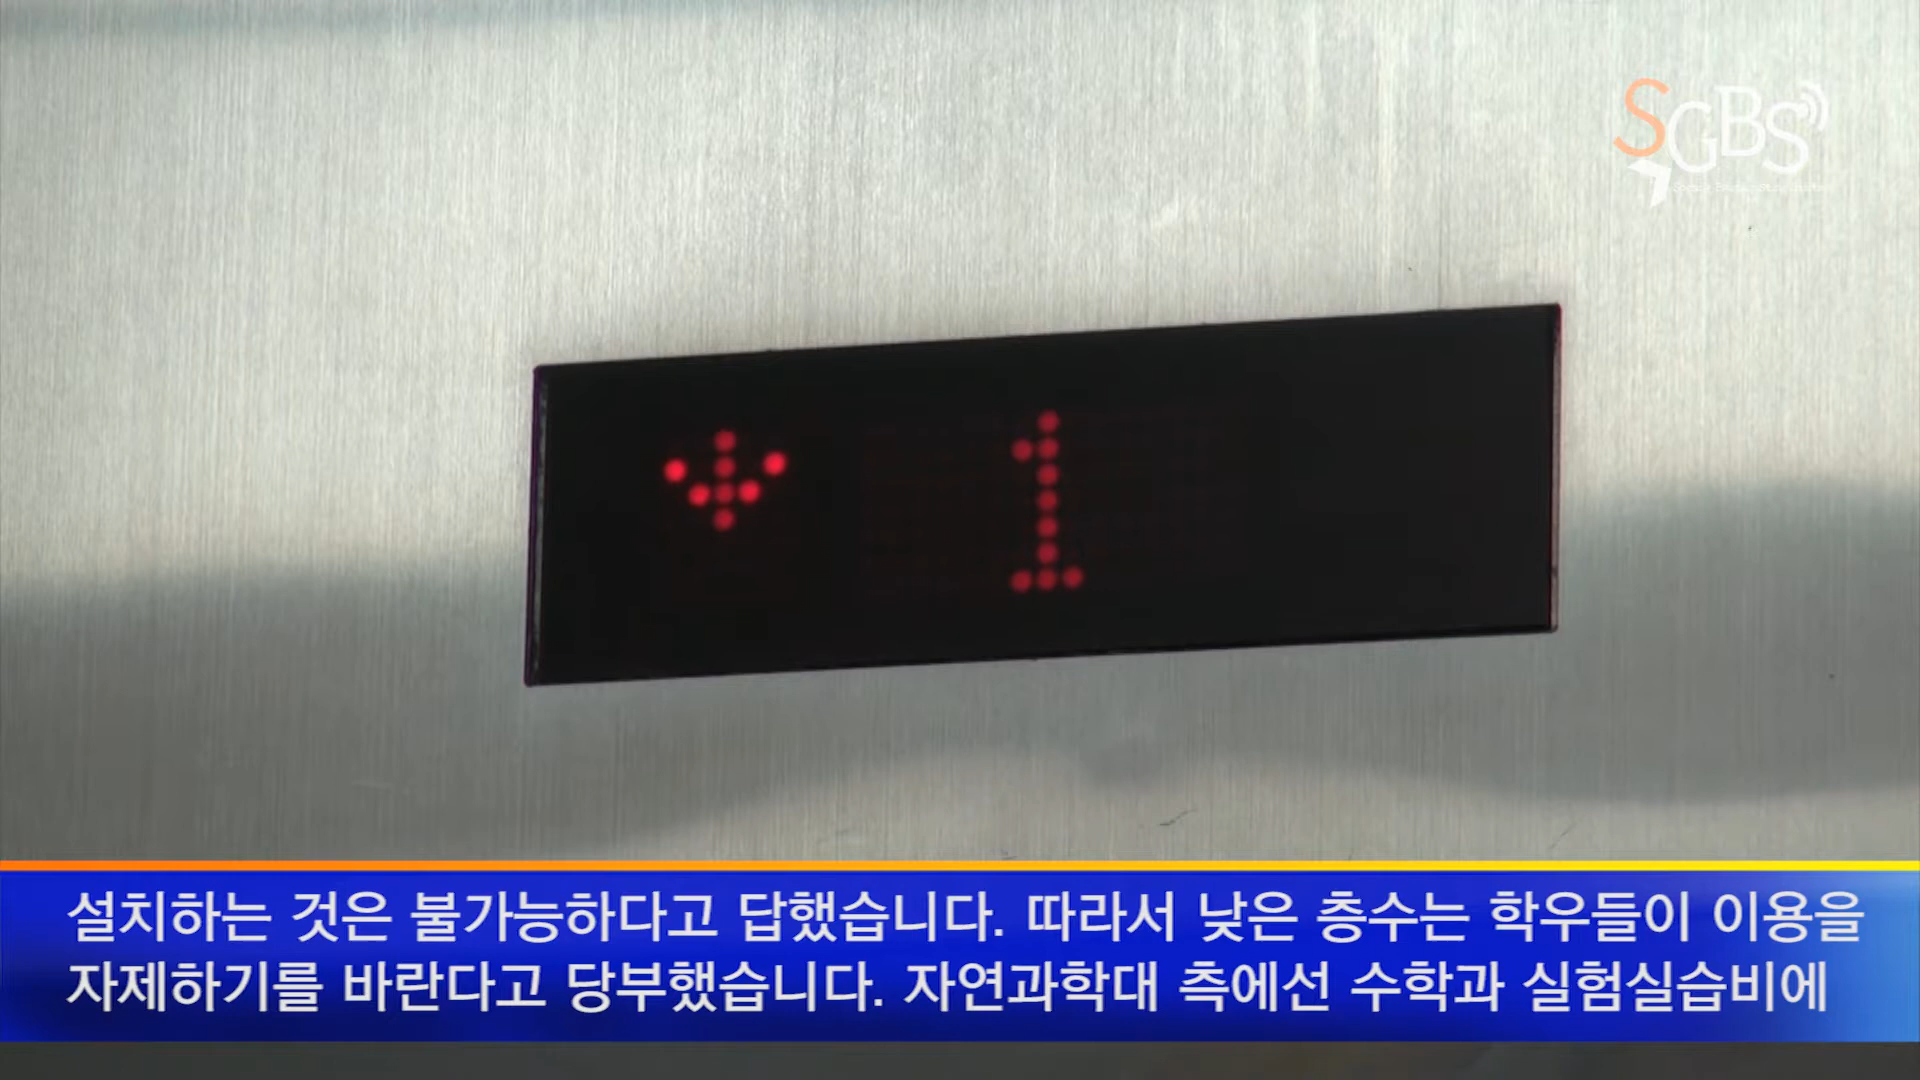 SGBS
1
설치하는 것은 불가능하다고 답했습니다. 따라서 낮은 층수는 학우들이 이용을
자제하기를 바란다고 당부했습니다. 자연과학대 측에선 수학과 실험실습비에